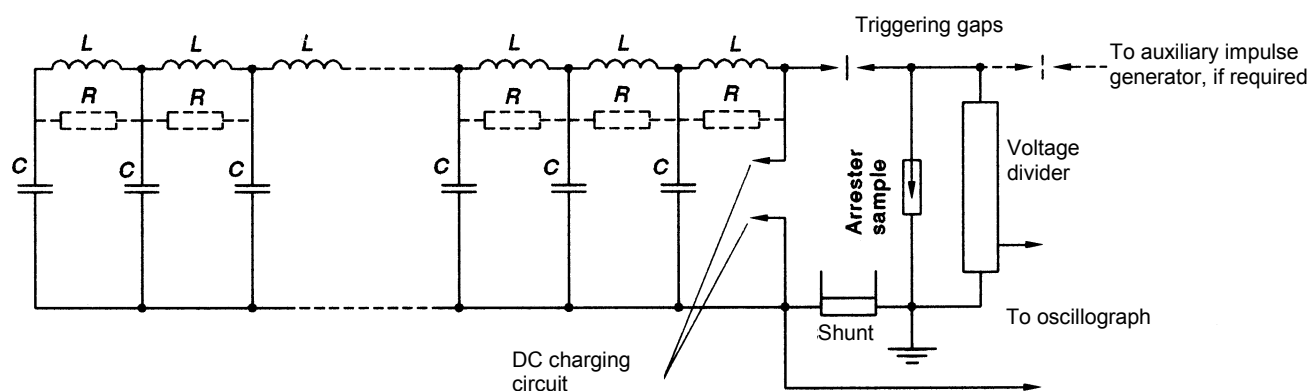 Triggering gaps
L L L L L L
To auxiliary impulse
generator, if required
R R R R R
C C C C C C
Voltage
divider
Arrester
sample
To oscillograph
Shunt
DC charging
circuit